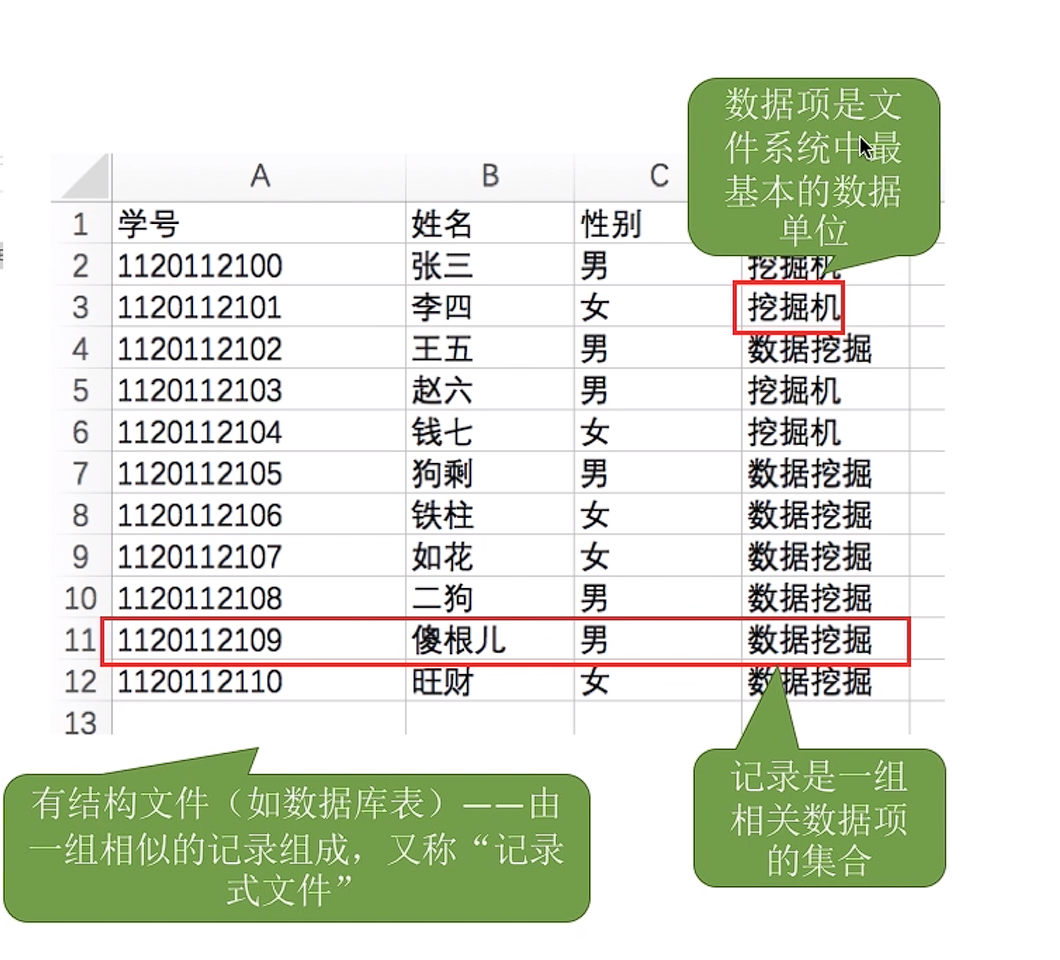 数据项是文
件系统中最
基本的数据
单位
A B C
1 学号 姓名 性别
2 1120112100 张三 男 挖掘机
3 1120112101 李四 女 挖掘机
4 1120112102 王五 男 数据挖掘
5 1120112103 赵六 男 挖掘机
6 1120112104 钱七 女 挖掘机
7 1120112105 狗剩 男 数据挖掘
8 1120112106 铁柱 女 数据挖掘
9 1120112107 如花 女 数据挖掘
10 1120112108 二狗 男 数据挖掘
11 1120112109 傻根儿 男 数据挖掘
12 1120112110 旺财 女 数据挖掘
13
有结构文件（如数据库表）——由
一组相似的记录组成，又称“记录
式文件”
记录是一组
相关数据项
的集合